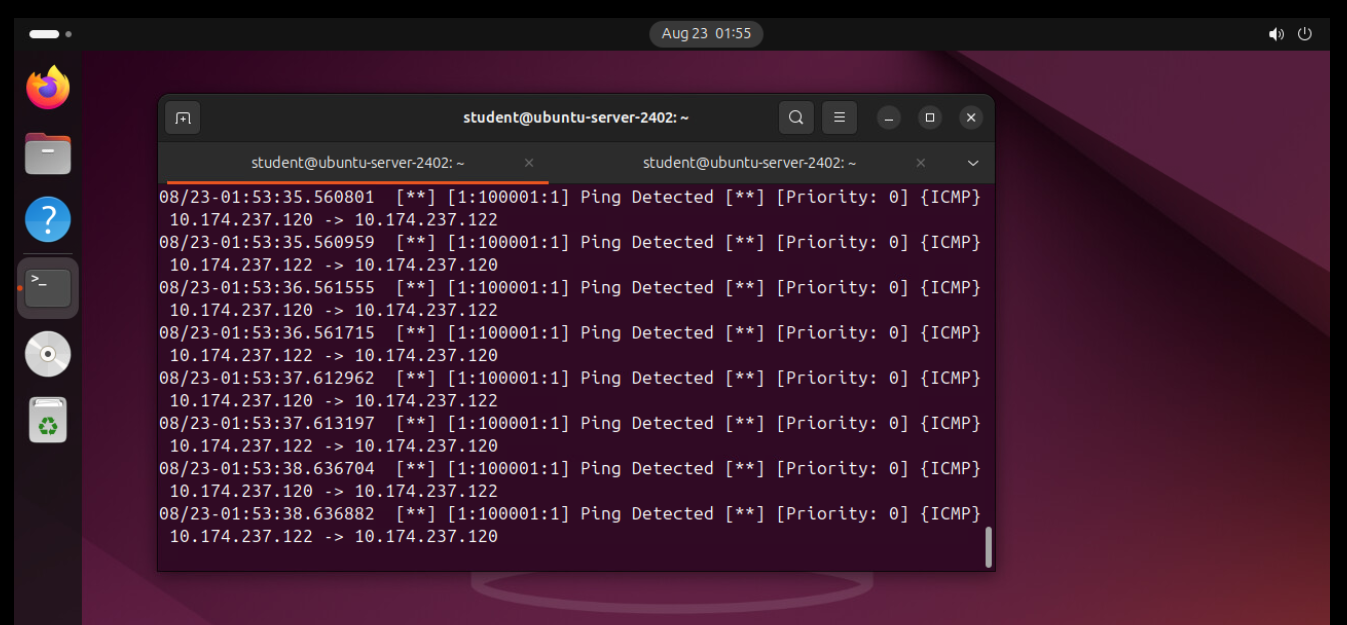 Aug 23 01:55
student@ubuntu-server-2402: ~
student@ubuntu-server-2402: ~ student@ubuntu-server-2402: ~
08/23-01:53:35.560801  [**] [1:100001:1] Ping Detected [**] [Priority: 0] {ICMP}
 10.174.237.120 -> 10.174.237.122
08/23-01:53:35.560959  [**] [1:100001:1] Ping Detected [**] [Priority: 0] {ICMP}
 10.174.237.122 -> 10.174.237.120
08/23-01:53:36.561555  [**] [1:100001:1] Ping Detected [**] [Priority: 0] {ICMP}
 10.174.237.120 -> 10.174.237.122
08/23-01:53:36.561715  [**] [1:100001:1] Ping Detected [**] [Priority: 0] {ICMP}
 10.174.237.122 -> 10.174.237.120
08/23-01:53:37.612962  [**] [1:100001:1] Ping Detected [**] [Priority: 0] {ICMP}
 10.174.237.120 -> 10.174.237.122
08/23-01:53:37.613197  [**] [1:100001:1] Ping Detected [**] [Priority: 0] {ICMP}
 10.174.237.122 -> 10.174.237.120
08/23-01:53:38.636704  [**] [1:100001:1] Ping Detected [**] [Priority: 0] {ICMP}
 10.174.237.120 -> 10.174.237.122
08/23-01:53:38.636882  [**] [1:100001:1] Ping Detected [**] [Priority: 0] {ICMP}
 10.174.237.122 -> 10.174.237.120